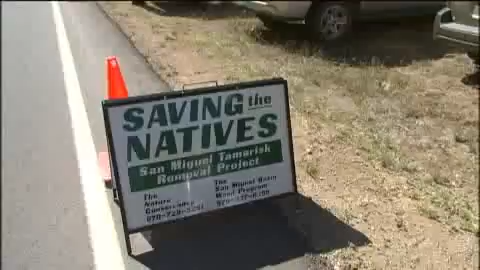 SAVING the
NATIVES
San Miguel Tamarisk
Removal Project
The
Nature
Conservancy
The
San Miguel Basin
Weed Program